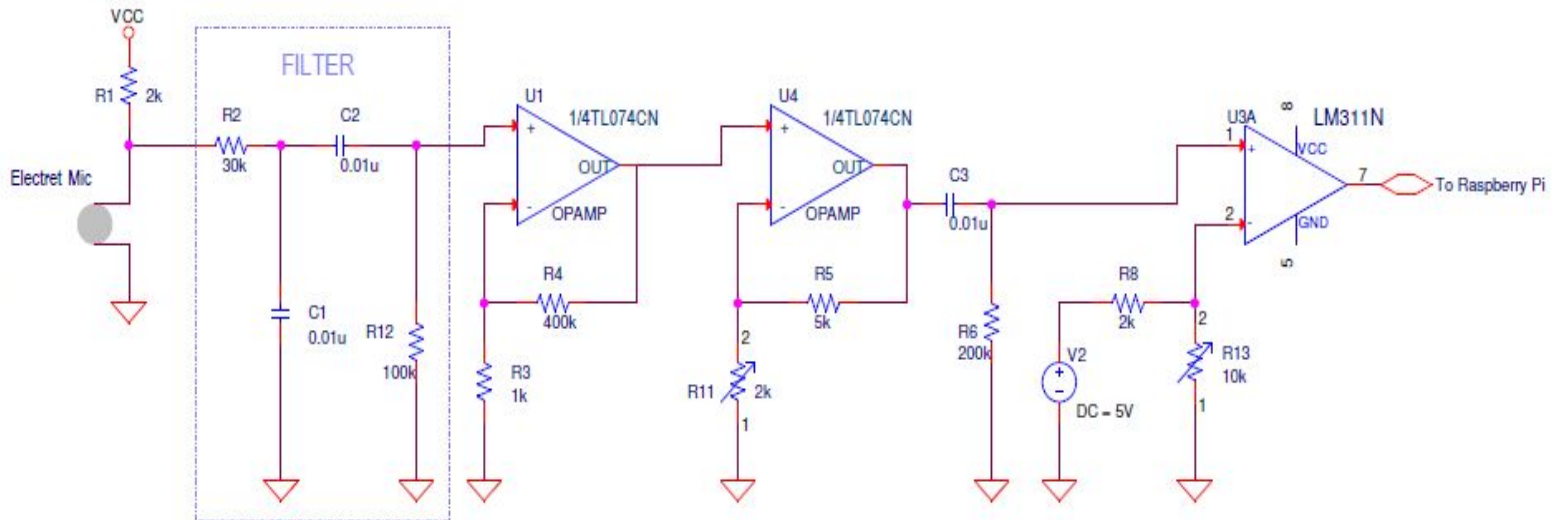 VCC
R1
2k
Electret Mic
FILTER
R2
30k
C2
0.01u
C1
0.01u
R12
100k
U1
1/4TL074CN
+
-
OUT
OPAMP
R4
400k
R3
1k
U4
1/4TL074CN
+
-
OUT
OPAMP
R5
5k
2
R11
2k
1
C3
0.01u
R6
200k
V2
+
-
DC = 5V
R8
2k
2
R13
10k
1
U3A
LM311N
8
1
+
VCC
2
-
GND
5
7
To Raspberry Pi